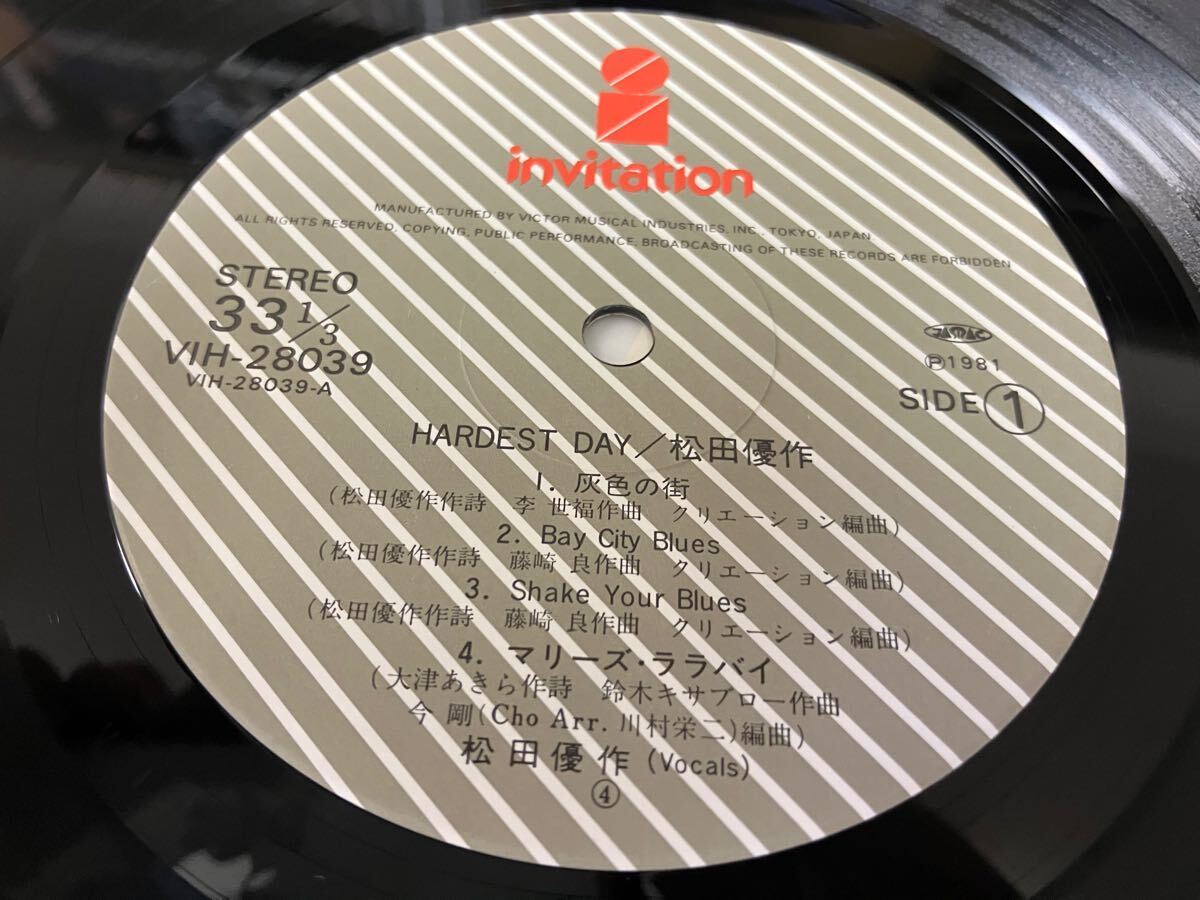 invitation
MANUFACTURED BY VICTOR MUSICAL INDUSTRIES, INC., TOKYO, JAPAN
ALL RIGHTS RESERVED, COPYING, PUBLIC PERFORMANCE, BROADCASTING OF THESE RECORDS ARE FORBIDDEN
STEREO
33 1/3
VIH-28039
VIH-28039-A
JASRAC
Ⓟ1981
SIDE ①
HARDEST DAY／松田優作
1. 灰色の街
(松田優作作詩 李 世福作曲 クリエーション編曲)
2. Bay City Blues
(松田優作作詩 藤崎 良作曲 クリエーション編曲)
3. Shake Your Blues
(松田優作作詩 藤崎 良作曲 クリエーション編曲)
4. マリーズ・ララバイ
(大津あきら作詩 鈴木キサブロー作曲
今 剛(Cho Arr. 川村栄二)編曲)
松田優作 (Vocals)
④